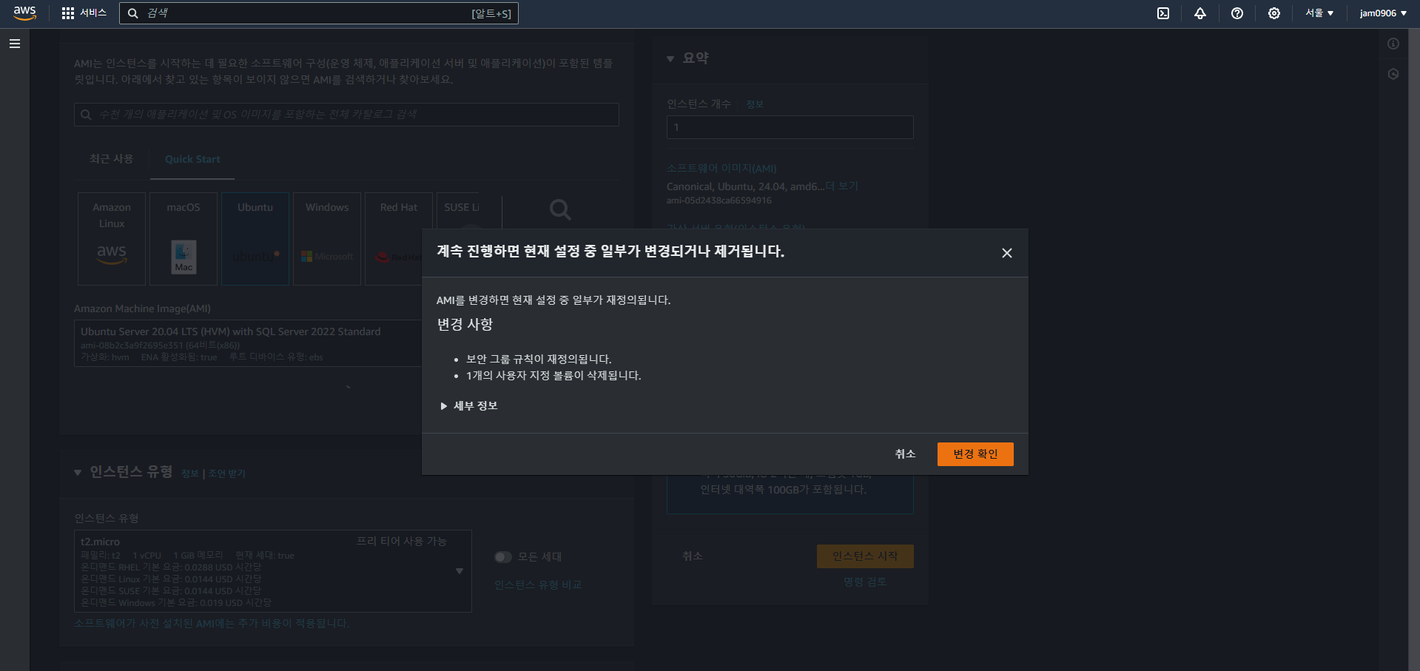 aws
서비스
검색
[알트+S]
서울 ▼
jam0906 ▼
AMI는 인스턴스를 시작하는 데 필요한 소프트웨어 구성(운영 체제, 애플리케이션 서버 및 애플리케이션)이 포함된 템플
릿입니다. 아래에서 찾고 있는 항목이 보이지 않으면 AMI를 검색하거나 찾아보세요.
수천 개의 애플리케이션 및 OS 이미지를 포함하는 전체 카탈로그 검색
최근 사용
Quick Start
Amazon
Linux
aws
macOS
Mac
Ubuntu
ubuntu
Windows
Microsoft
Red Hat
SUSE Li
Amazon Machine Image(AMI)
Ubuntu Server 20.04 LTS (HVM) with SQL Server 2022 Standard
ami-08b2c3a9f2695e351 (64비트(x86))
가상화: hvm ENA 활성화됨: true 루트 디바이스 유형: ebs
▼ 인스턴스 유형 정보 | 조언 받기
인스턴스 유형
t2.micro
프리 티어 사용 가능
패밀리: t2 1 vCPU 1 GiB 메모리 현재 세대: true
온디맨드 RHEL 기본 요금: 0.0288 USD 시간당
온디맨드 Linux 기본 요금: 0.0144 USD 시간당
온디맨드 SUSE 기본 요금: 0.0144 USD 시간당
온디맨드 Windows 기본 요금: 0.019 USD 시간당
모든 세대
인스턴스 유형 비교
소프트웨어가 사전 설치된 AMI에는 추가 비용이 적용됩니다.
▼ 요약
인스턴스 개수 정보
1
소프트웨어 이미지(AMI)
Canonical, Ubuntu, 24.04, amd6...더 보기
ami-05d2438ca66594916
가상 서버 유형(인스턴스 유형)
계속 진행하면 현재 설정 중 일부가 변경되거나 제거됩니다.
AMI를 변경하면 현재 설정 중 일부가 재정의됩니다.
변경 사항
• 보안 그룹 규칙이 재정의됩니다.
• 1개의 사용자 지정 볼륨이 삭제됩니다.
▶ 세부 정보
취소
변경 확인
인터넷 대역폭 100GB가 포함됩니다.
취소
인스턴스 시작
명령 검토